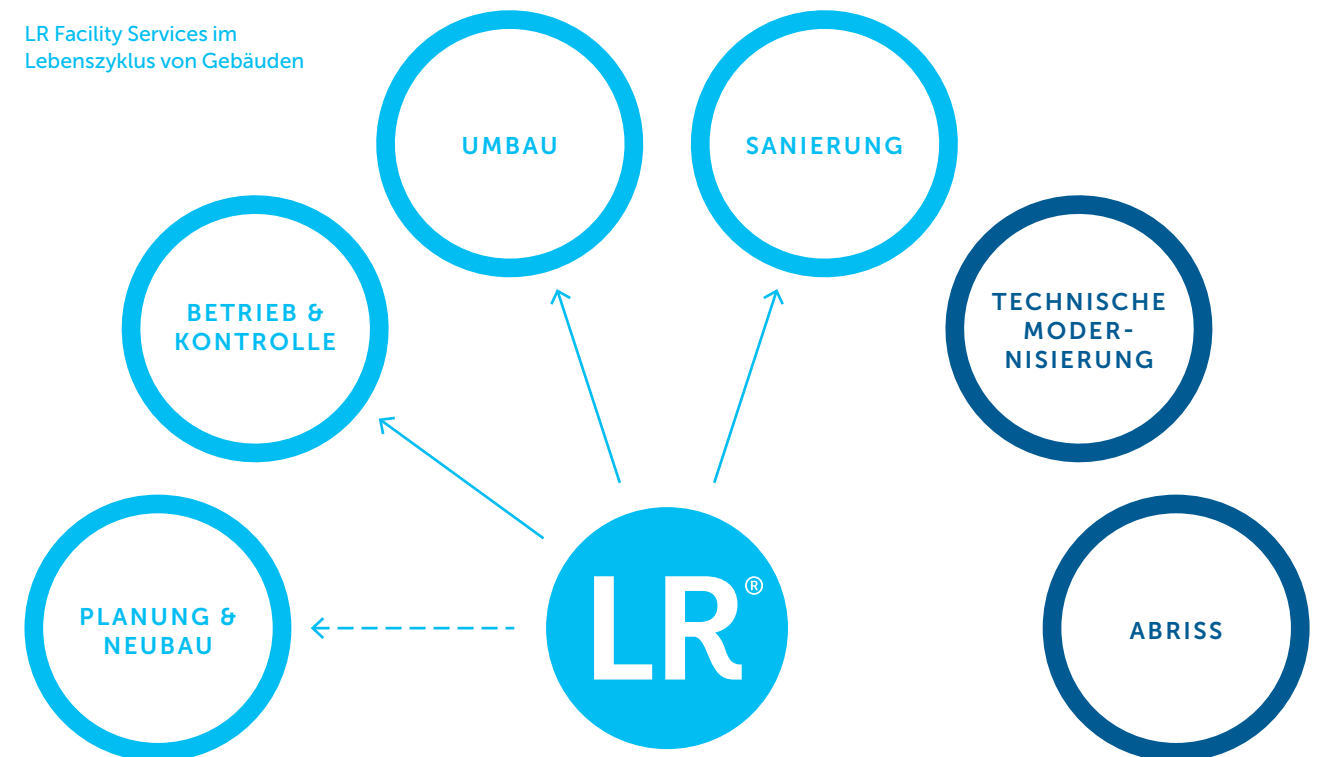 LR Facility Services im
Lebenszyklus von Gebäuden
UMBAU
SANIERUNG
BETRIEB &
KONTROLLE
TECHNISCHE
MODER-
NISIERUNG
PLANUNG &
NEUBAU
LR®
ABRISS